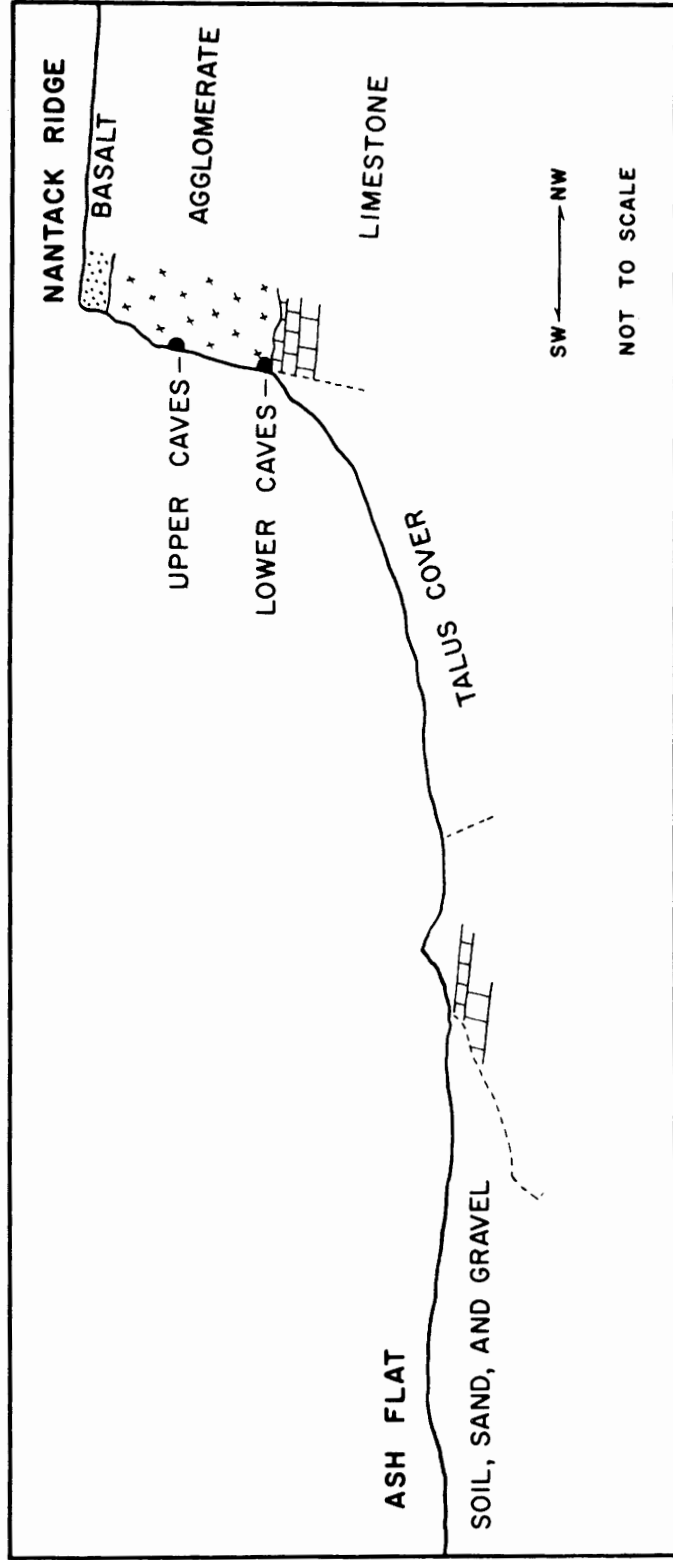 NANTACK RIDGE
BASALT
AGGLOMERATE
UPPER CAVES
LOWER CAVES
LIMESTONE
TALUS COVER
ASH FLAT
SOIL, SAND, AND GRAVEL
SW NW
NOT TO SCALE